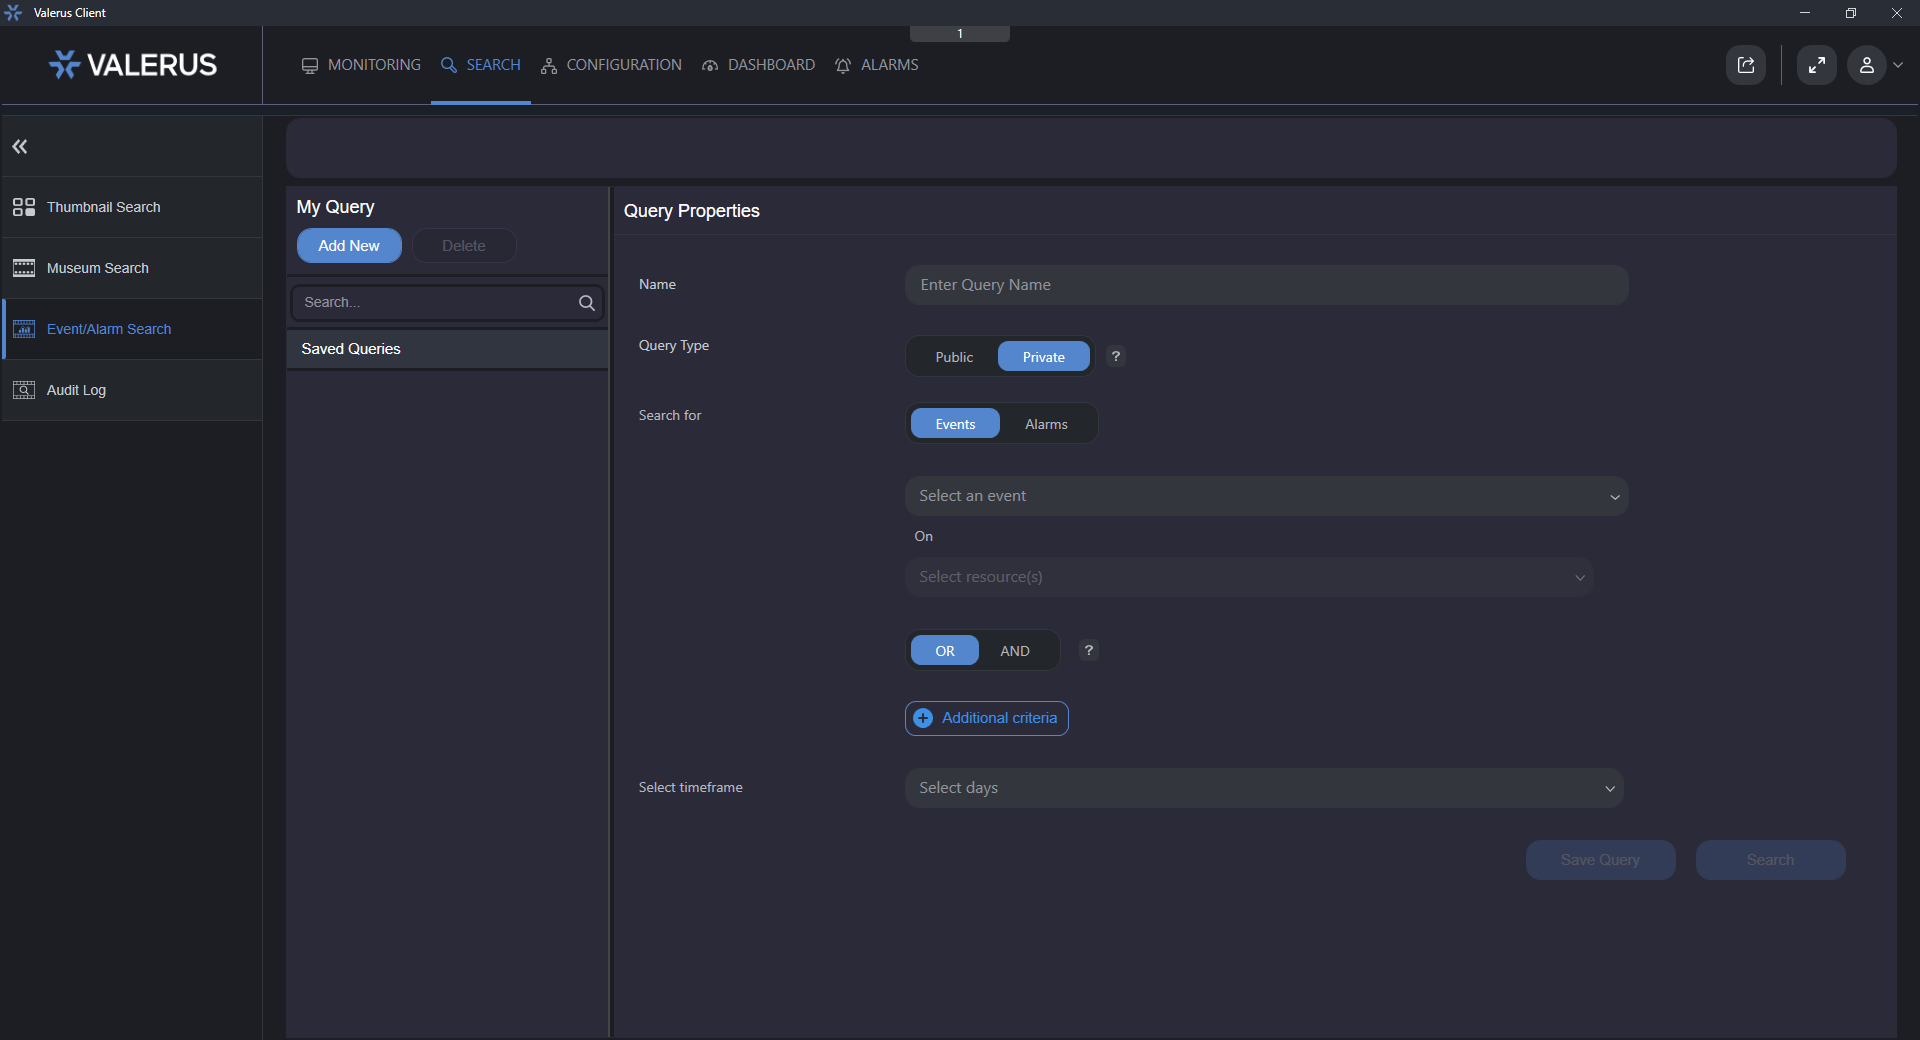 Valerus Client
1
VALERUS
MONITORING
SEARCH
CONFIGURATION
DASHBOARD
ALARMS
Thumbnail Search
Museum Search
Event/Alarm Search
Audit Log
My Query
Add New
Delete
Search...
Saved Queries
Query Properties
Name
Enter Query Name
Query Type
Public
Private
?
Search for
Events
Alarms
Select an event
On
Select resource(s)
OR
AND
?
Additional criteria
Select timeframe
Select days
Save Query
Search